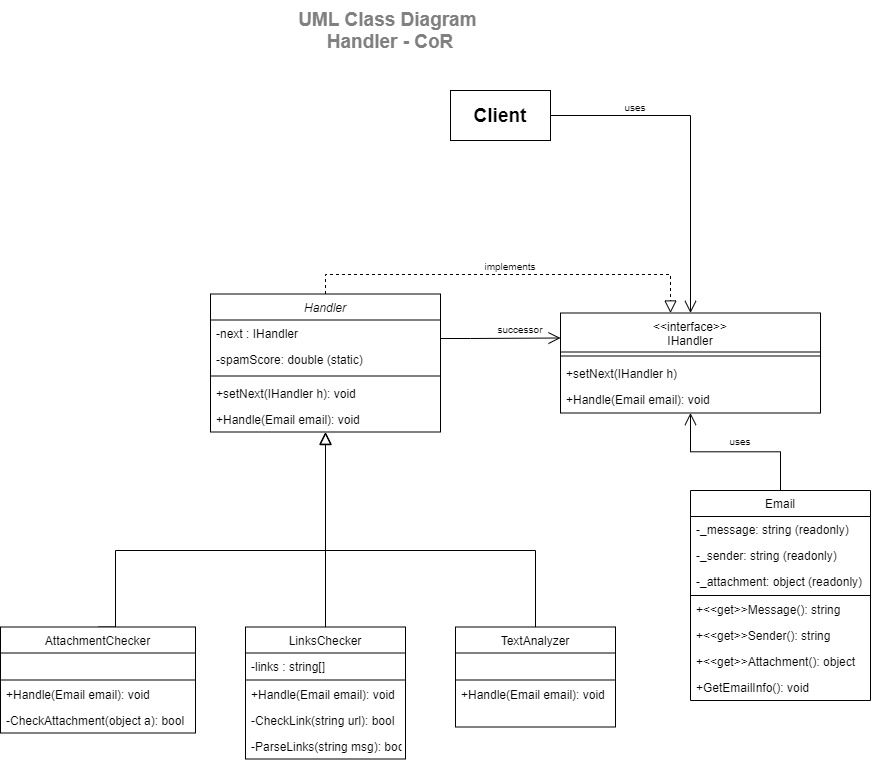 UML Class Diagram
Handler - CoR
Client
uses
implements
Handler
-next : IHandler
-spamScore: double (static)
+setNext(IHandler h): void
+Handle(Email email): void
successor
<<interface>>
IHandler
+setNext(IHandler h)
+Handle(Email email): void
uses
Email
-_message: string (readonly)
-_sender: string (readonly)
-_attachment: object (readonly)
+<<get>>Message(): string
+<<get>>Sender(): string
+<<get>>Attachment(): object
+GetEmailInfo(): void
AttachmentChecker
+Handle(Email email): void
-CheckAttachment(object a): bool
LinksChecker
-links : string[]
+Handle(Email email): void
-CheckLink(string url): bool
-ParseLinks(string msg):
TextAnalyzer
+Handle(Email email): void